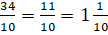 34/10 = 11/10 = 1 1/10